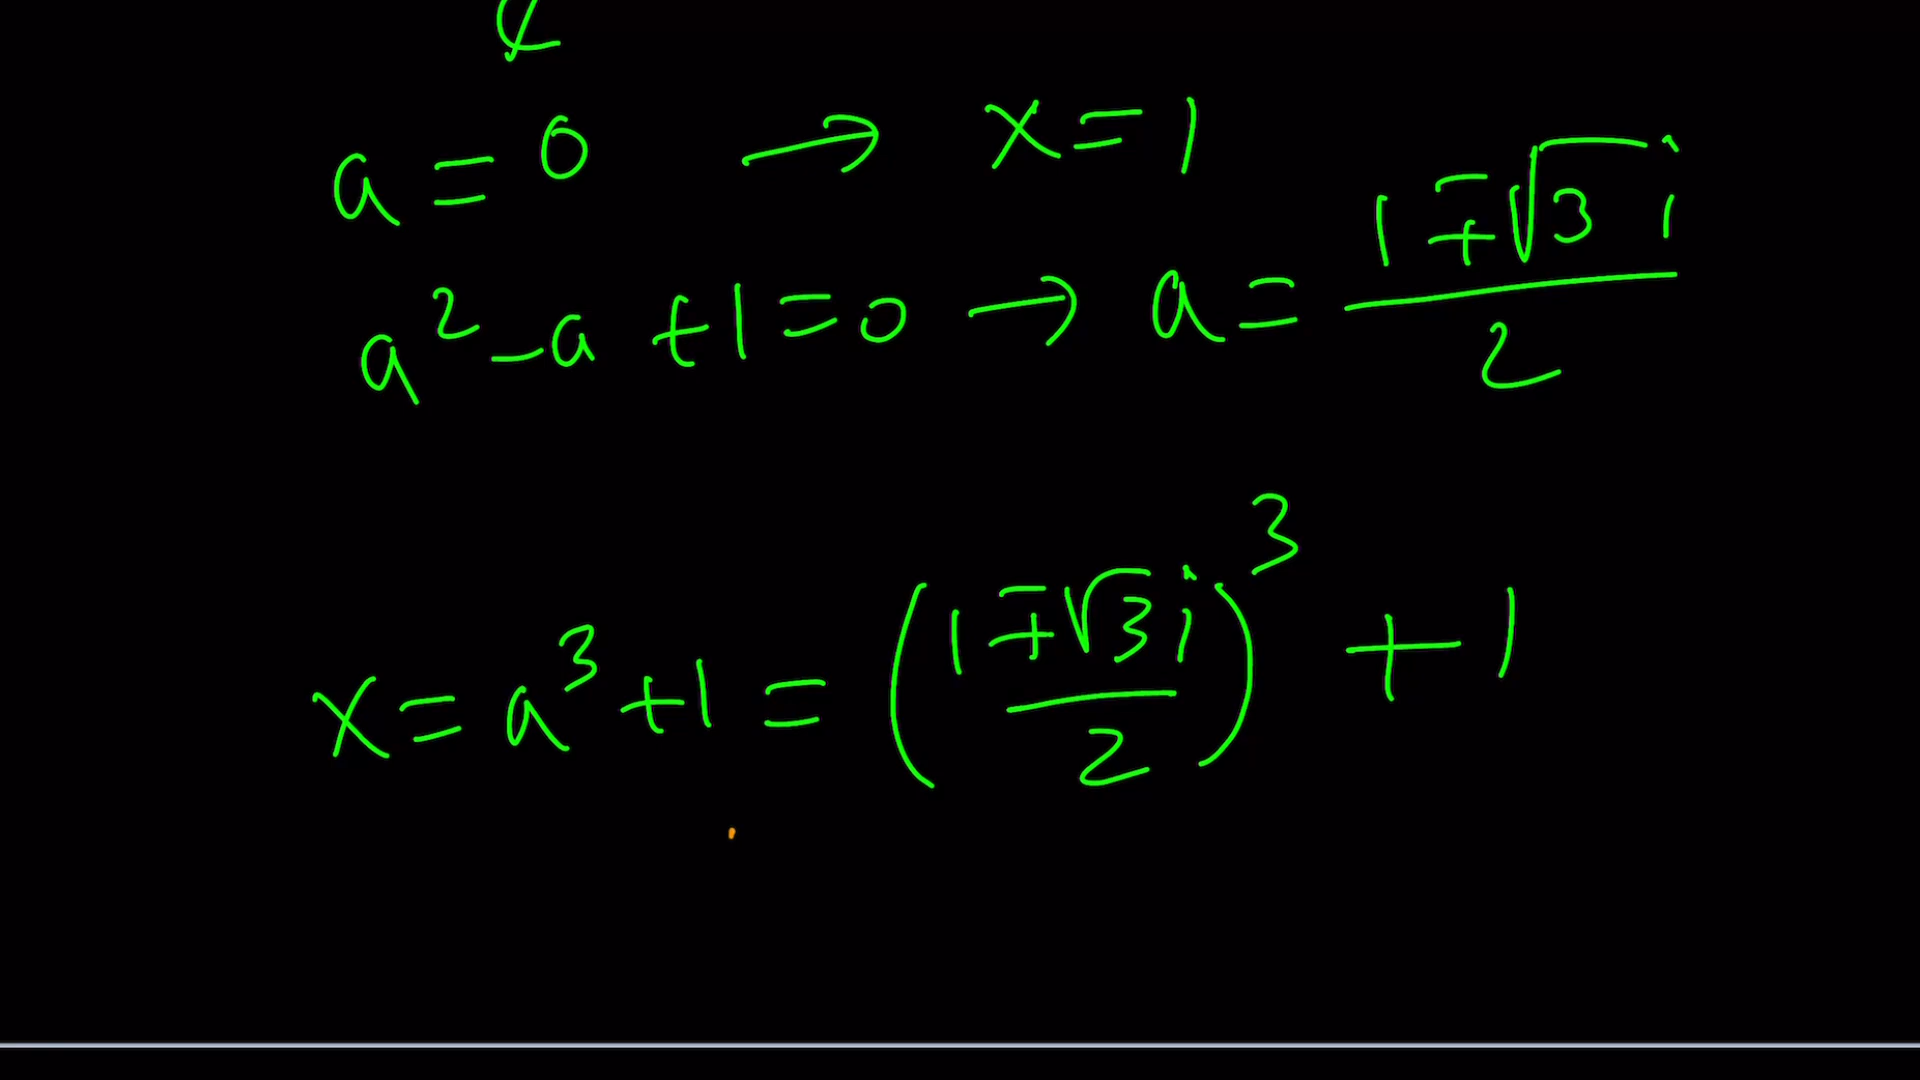 a = 0 → x = 1
a² - a + 1 = 0 → a = (1 ∓ √3 i)/2
x = a³ + 1 = ((1 ∓ √3 i)/2)³ + 1